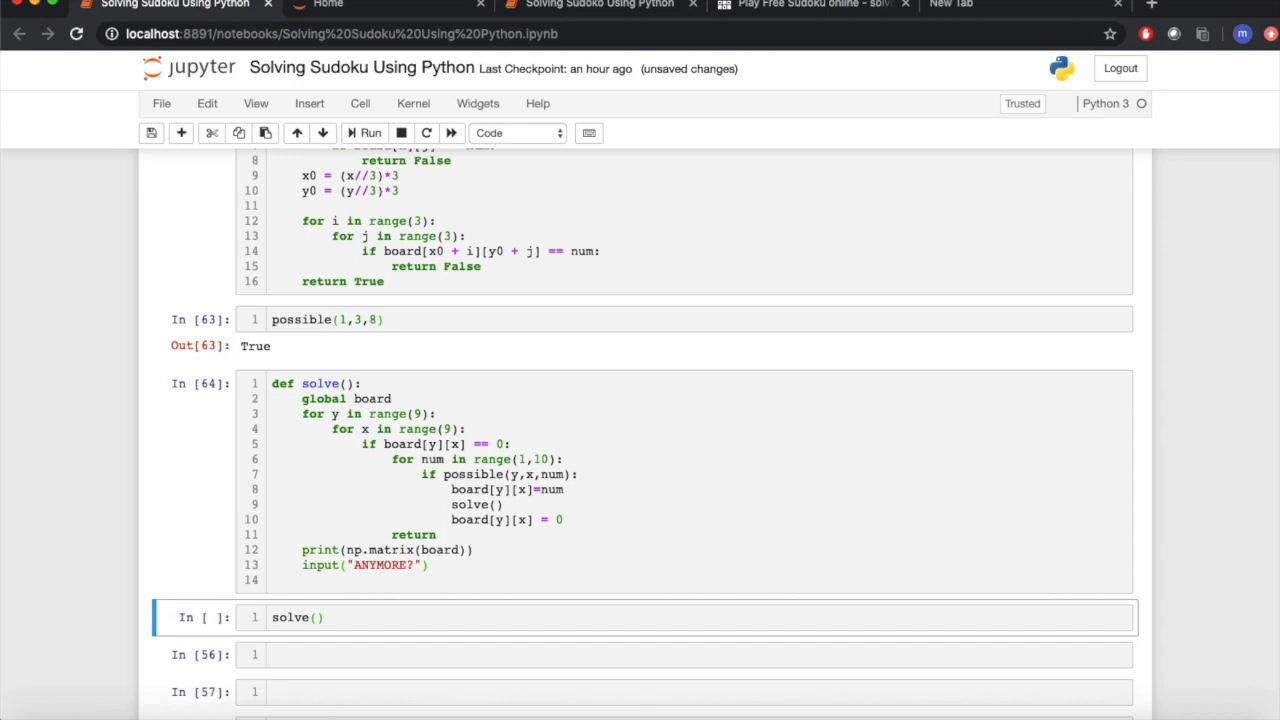 Solving Sudoku Using Python
Home
Solving Sudoko Using Python
Play Free Sudoku online - solv
New Tab
localhost:8891/notebooks/Solving%20Sudoku%20Using%20Python.ipynb
m
jupyter Solving Sudoku Using Python Last Checkpoint: an hour ago (unsaved changes)
Logout
File Edit View Insert Cell Kernel Widgets Help
Trusted
Python 3
Run
Code
8 return False
9 x0 = (x//3)*3
10 y0 = (y//3)*3
11
12 for i in range(3):
13 for j in range(3):
14 if board[x0 + i][y0 + j] == num:
15 return False
16 return True
In [63]: 1 possible(1,3,8)
Out[63]: True
In [64]: 1 def solve():
2 global board
3 for y in range(9):
4 for x in range(9):
5 if board[y][x] == 0:
6 for num in range(1,10):
7 if possible(y,x,num):
8 board[y][x]=num
9 solve()
10 board[y][x] = 0
11 return
12 print(np.matrix(board))
13 input("ANYMORE?")
14
In [ ]: 1 solve()
In [56]: 1
In [57]: 1